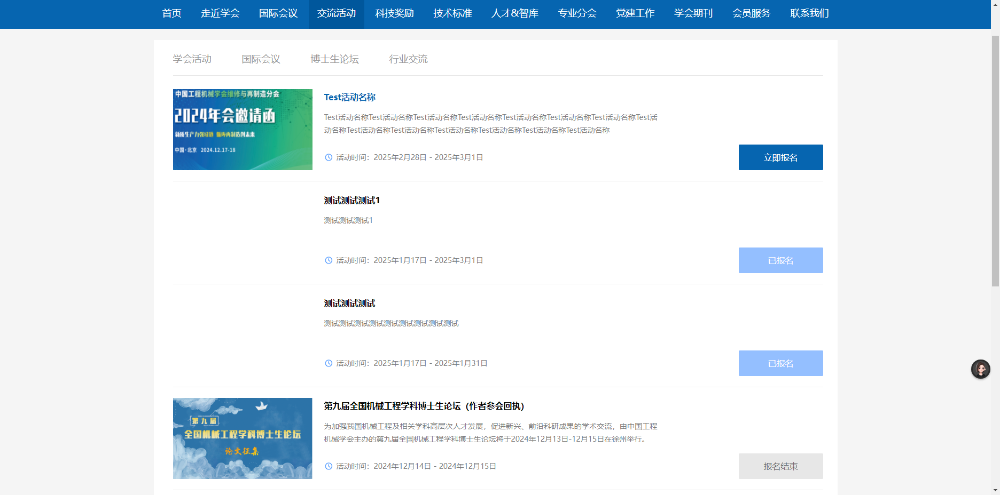 首页 走近学会 国际会议 交流活动 科技奖励 技术标准 人才&智库 专业分会 党建工作 学会期刊 会员服务 联系我们
学会活动 国际会议 博士生论坛 行业交流
中国工程机械学会维修与再制造分会
2024年会邀请函
新质生产力强绿链 循环再制造创未来
中国·北京 2024.12.17-18
Test活动名称
Test活动名称Test活动名称Test活动名称Test活动名称Test活动名称Test活动名称Test活动名称Test活
动名称Test活动名称Test活动名称Test活动名称Test活动名称Test活动名称Test活动名称
活动时间：2025年2月28日 - 2025年3月1日
立即报名
测试测试测试1
测试测试测试1
活动时间：2025年1月17日 - 2025年3月1日
已报名
测试测试测试
测试测试测试测试测试测试测试测试测试
活动时间：2025年1月17日 - 2025年1月31日
已报名
第九届
全国机械工程学科博士生论坛
论文征集
第九届全国机械工程学科博士生论坛（作者参会回执）
为加强我国机械工程及相关学科高层次人才发展，促进新兴、前沿科研成果的学术交流，由中国工程
机械学会主办的第九届全国机械工程学科博士生论坛将于2024年12月13日-12月15日在徐州举行。
活动时间：2024年12月14日 - 2024年12月15日
报名结束